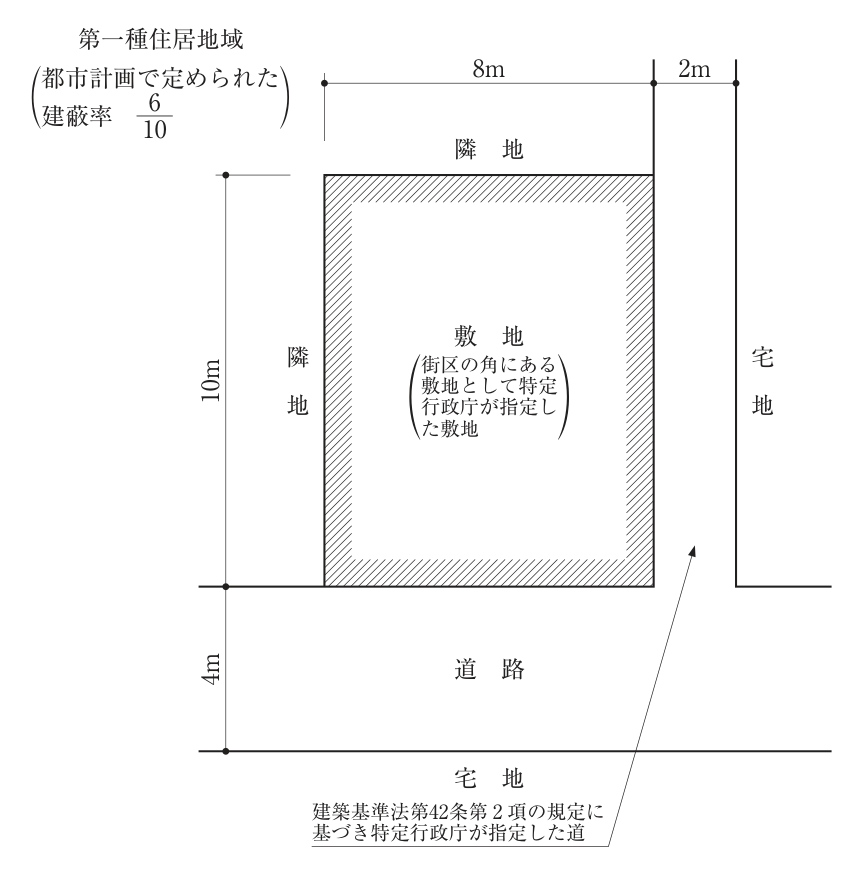 第一種住居地域
(都市計画で定められた
建蔽率 6/10)
8m
2m
隣 地
10m
隣
地
敷 地
(街区の角にある
敷地として特定
行政庁が指定し
た敷地)
宅
地
4m
道 路
宅 地
建築基準法第42条第2項の規定に
基づき特定行政庁が指定した道